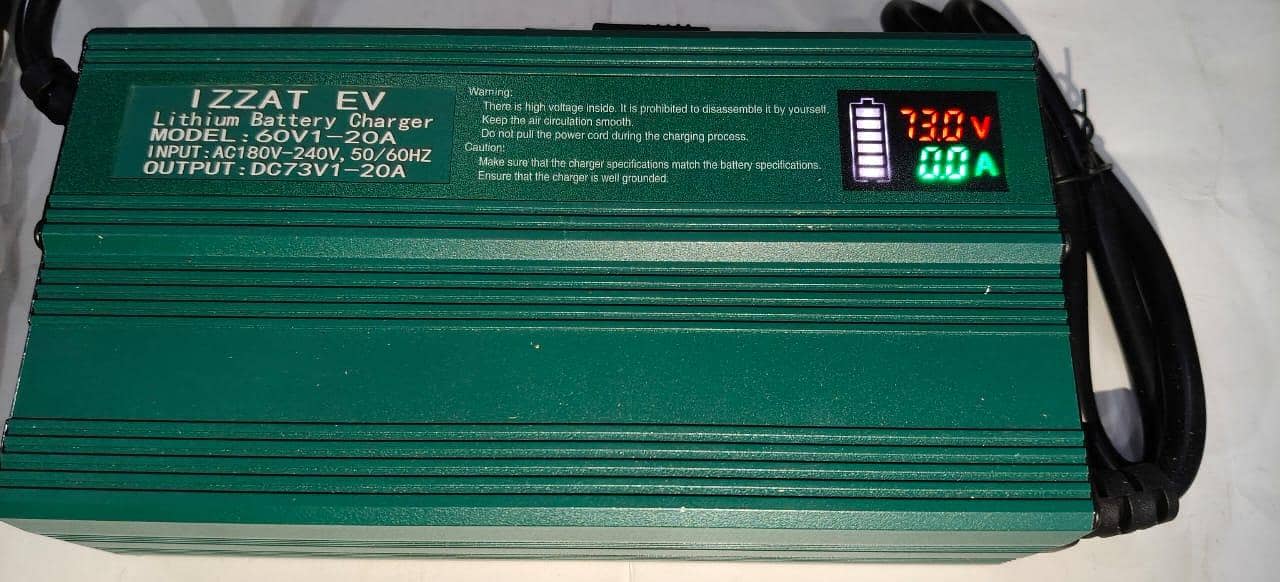 IZZAT EV
Lithium Battery Charger
MODEL:60V1-20A
INPUT:AC180V-240V, 50/60HZ
OUTPUT:DC73V1-20A
Warning:
There is high voltage inside. It is prohibited to disassemble it by yourself.
Keep the air circulation smooth.
Do not pull the power cord during the charging process.
Caution:
Make sure that the charger specifications match the battery specifications.
Ensure that the charger is well grounded.
73.0 V
0.0 A